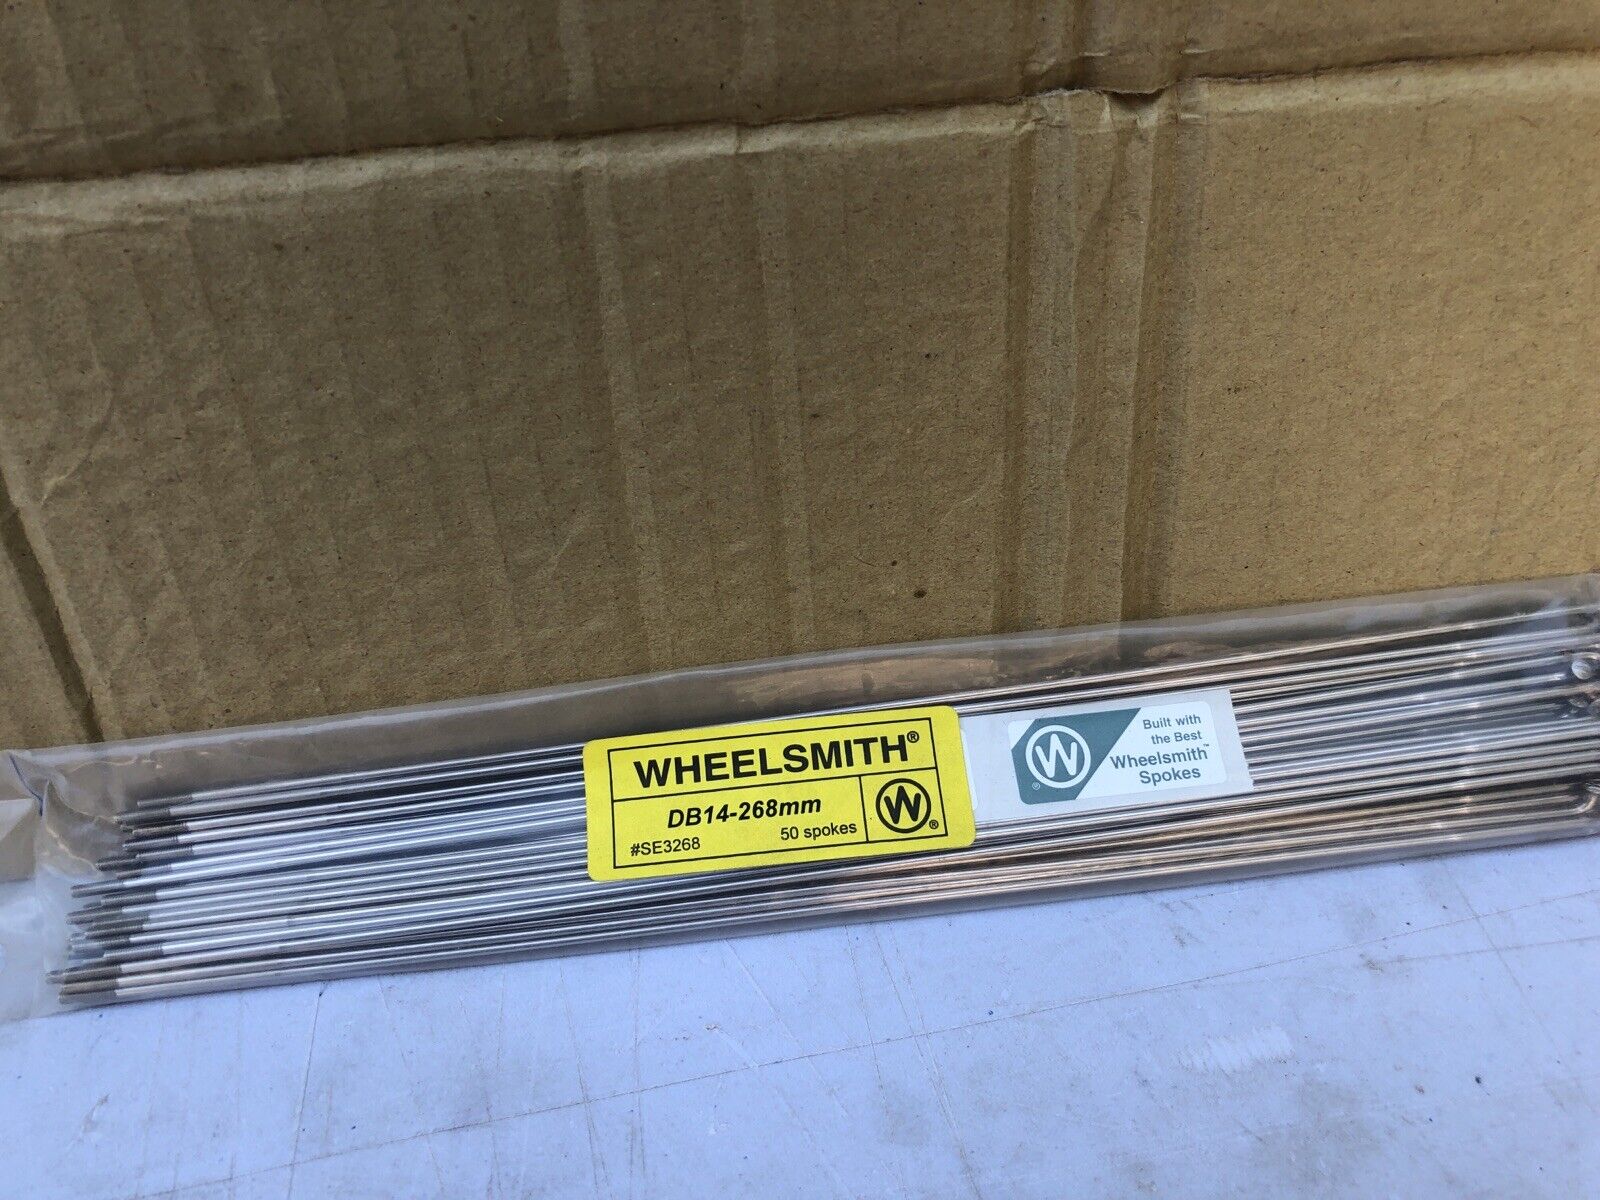 WHEELSMITH®
DB14-268mm
#SE3268
50 spokes
W®
W®
Built with
the Best
Wheelsmith™
Spokes